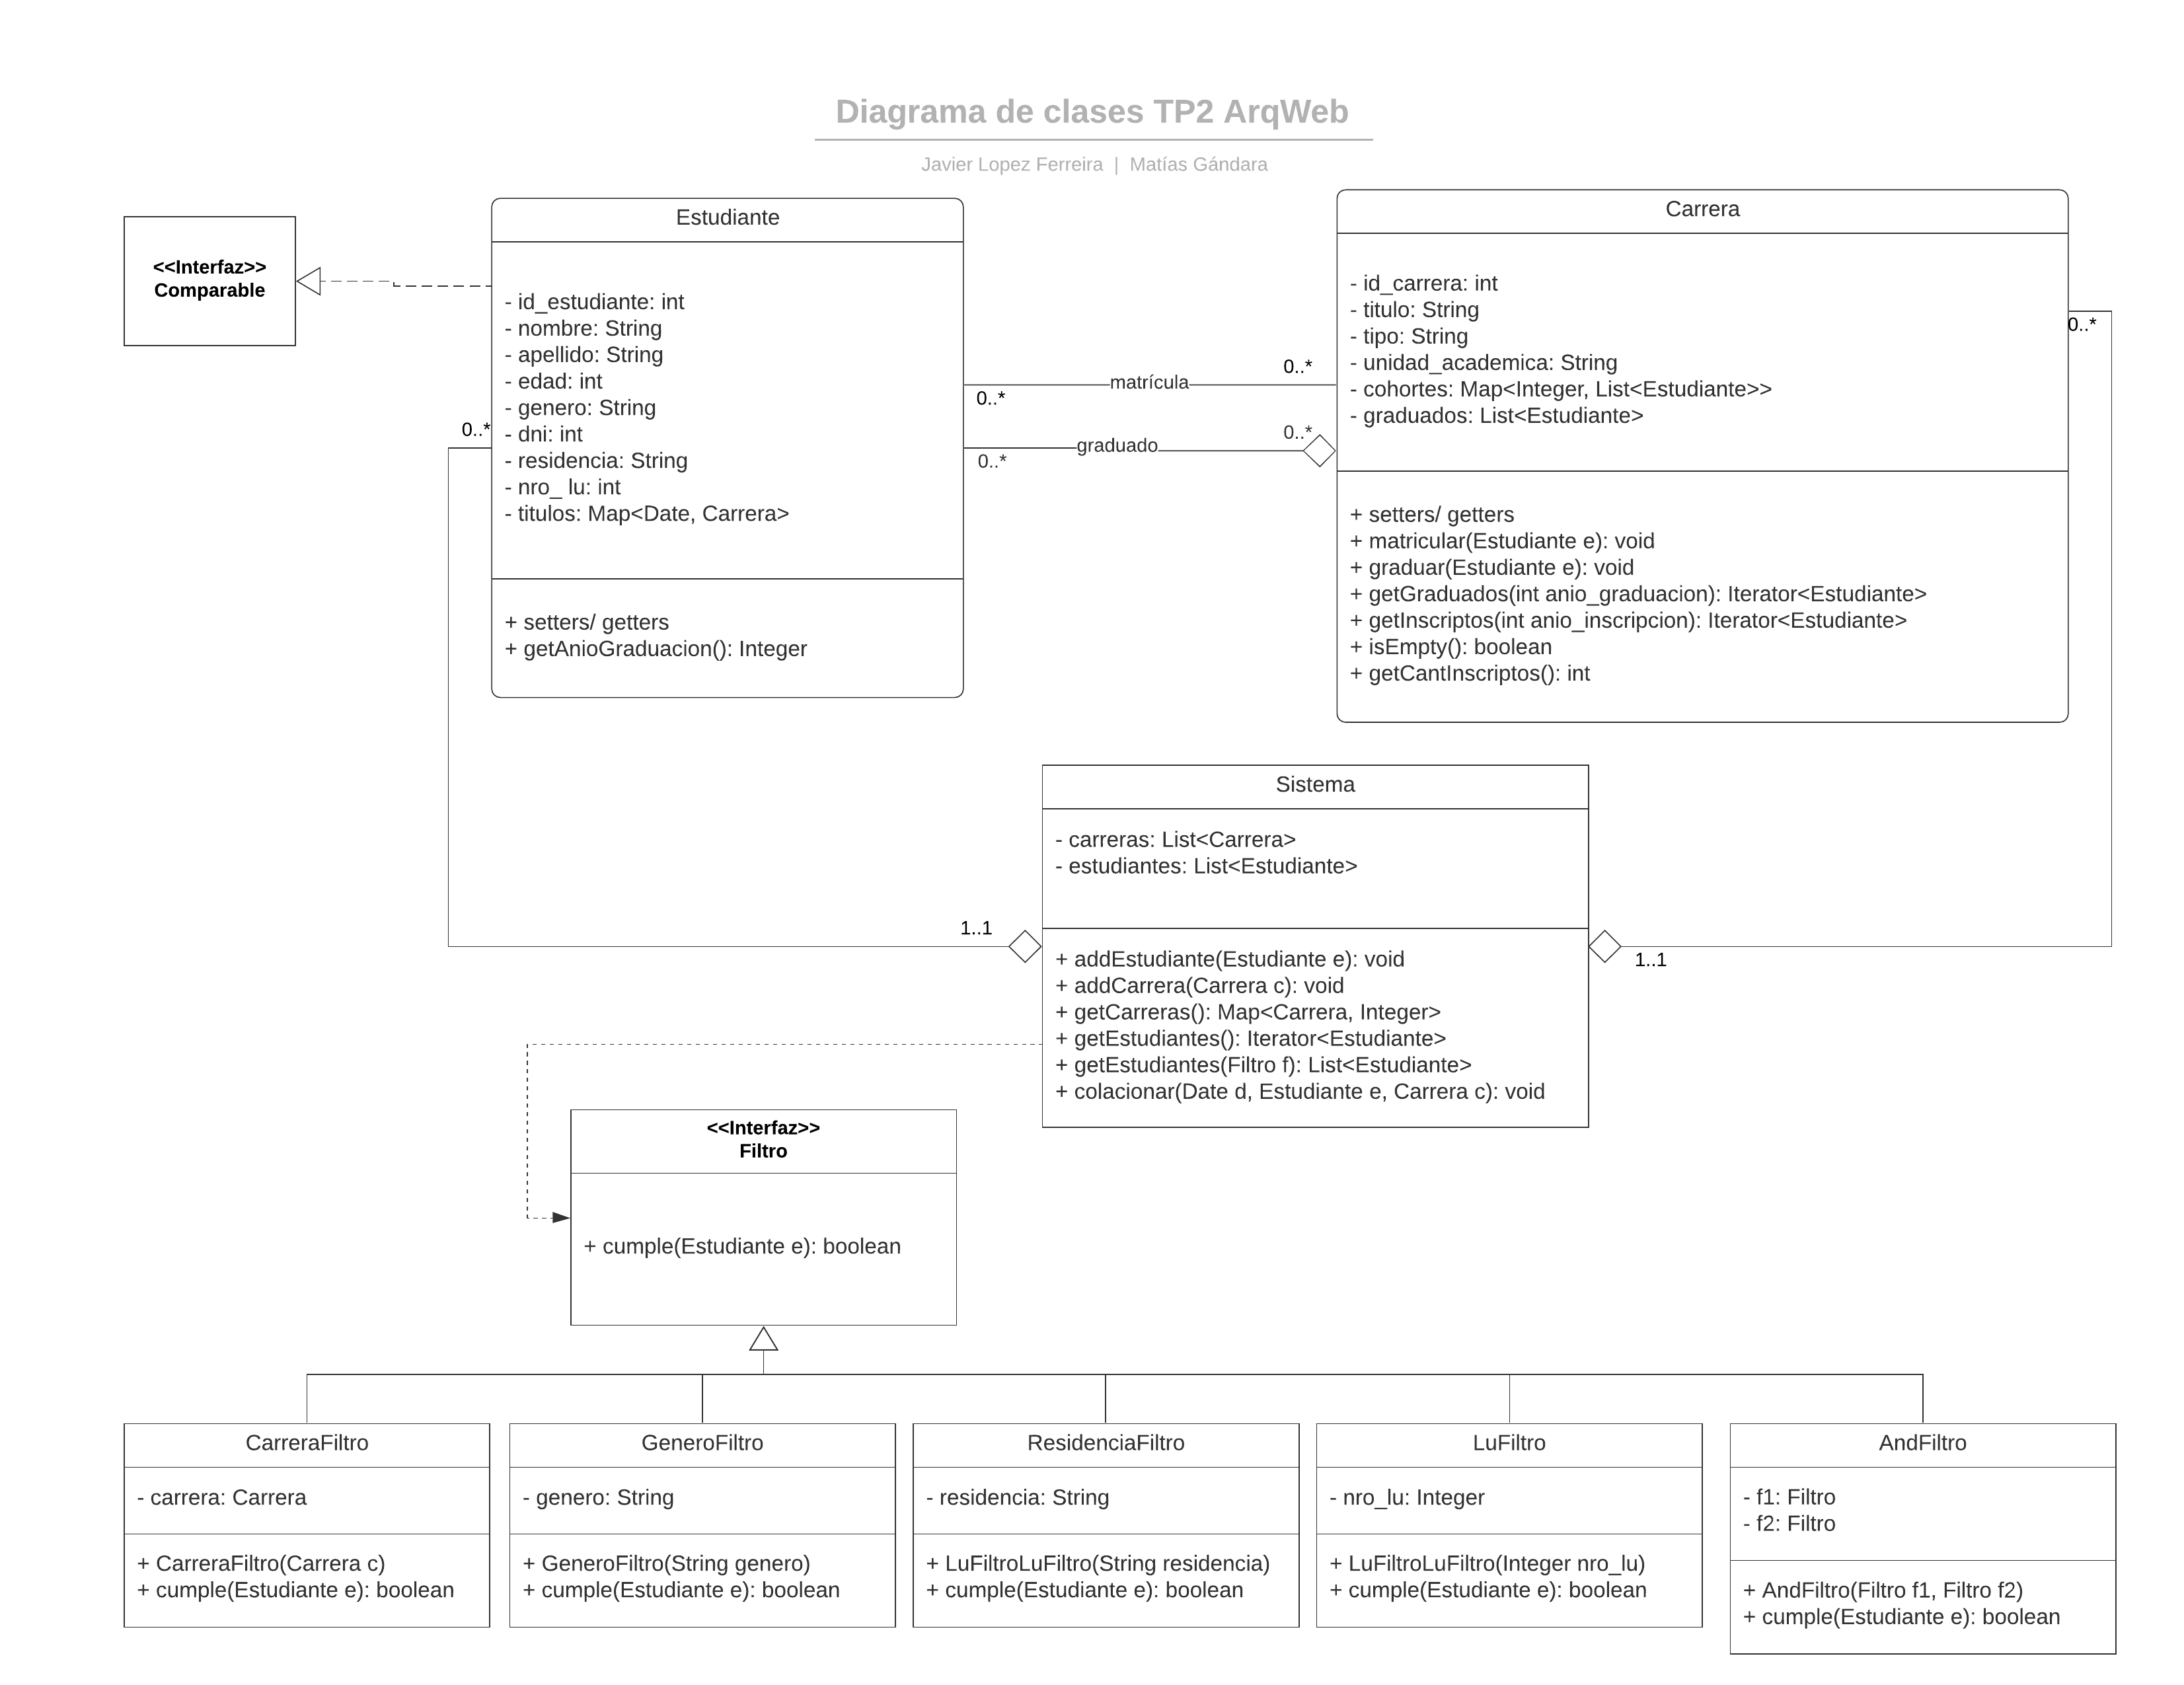 Diagrama de clases TP2 ArqWeb
Javier Lopez Ferreira | Matías Gándara
<<Interfaz>>
Comparable
Estudiante
- id_estudiante: int
- nombre: String
- apellido: String
- edad: int
- genero: String
- dni: int
- residencia: String
- nro_ lu: int
- titulos: Map<Date, Carrera>
+ setters/ getters
+ getAnioGraduacion(): Integer
0..*
matrícula
0..*
0..*
graduado
0..*
0..*
Carrera
- id_carrera: int
- titulo: String
- tipo: String
- unidad_academica: String
- cohortes: Map<Integer, List<Estudiante>>
- graduados: List<Estudiante>
+ setters/ getters
+ matricular(Estudiante e): void
+ graduar(Estudiante e): void
+ getGraduados(int anio_graduacion): Iterator<Estudiante>
+ getInscriptos(int anio_inscripcion): Iterator<Estudiante>
+ isEmpty(): boolean
+ getCantInscriptos(): int
0..*
Sistema
- carreras: List<Carrera>
- estudiantes: List<Estudiante>
+ addEstudiante(Estudiante e): void
+ addCarrera(Carrera c): void
+ getCarreras(): Map<Carrera, Integer>
+ getEstudiantes(): Iterator<Estudiante>
+ getEstudiantes(Filtro f): List<Estudiante>
+ colacionar(Date d, Estudiante e, Carrera c): void
1..1
1..1
<<Interfaz>>
Filtro
+ cumple(Estudiante e): boolean
CarreraFiltro
- carrera: Carrera
+ CarreraFiltro(Carrera c)
+ cumple(Estudiante e): boolean
GeneroFiltro
- genero: String
+ GeneroFiltro(String genero)
+ cumple(Estudiante e): boolean
ResidenciaFiltro
- residencia: String
+ LuFiltroLuFiltro(String residencia)
+ cumple(Estudiante e): boolean
LuFiltro
- nro_lu: Integer
+ LuFiltroLuFiltro(Integer nro_lu)
+ cumple(Estudiante e): boolean
AndFiltro
- f1: Filtro
- f2: Filtro
+ AndFiltro(Filtro f1, Filtro f2)
+ cumple(Estudiante e): boolean